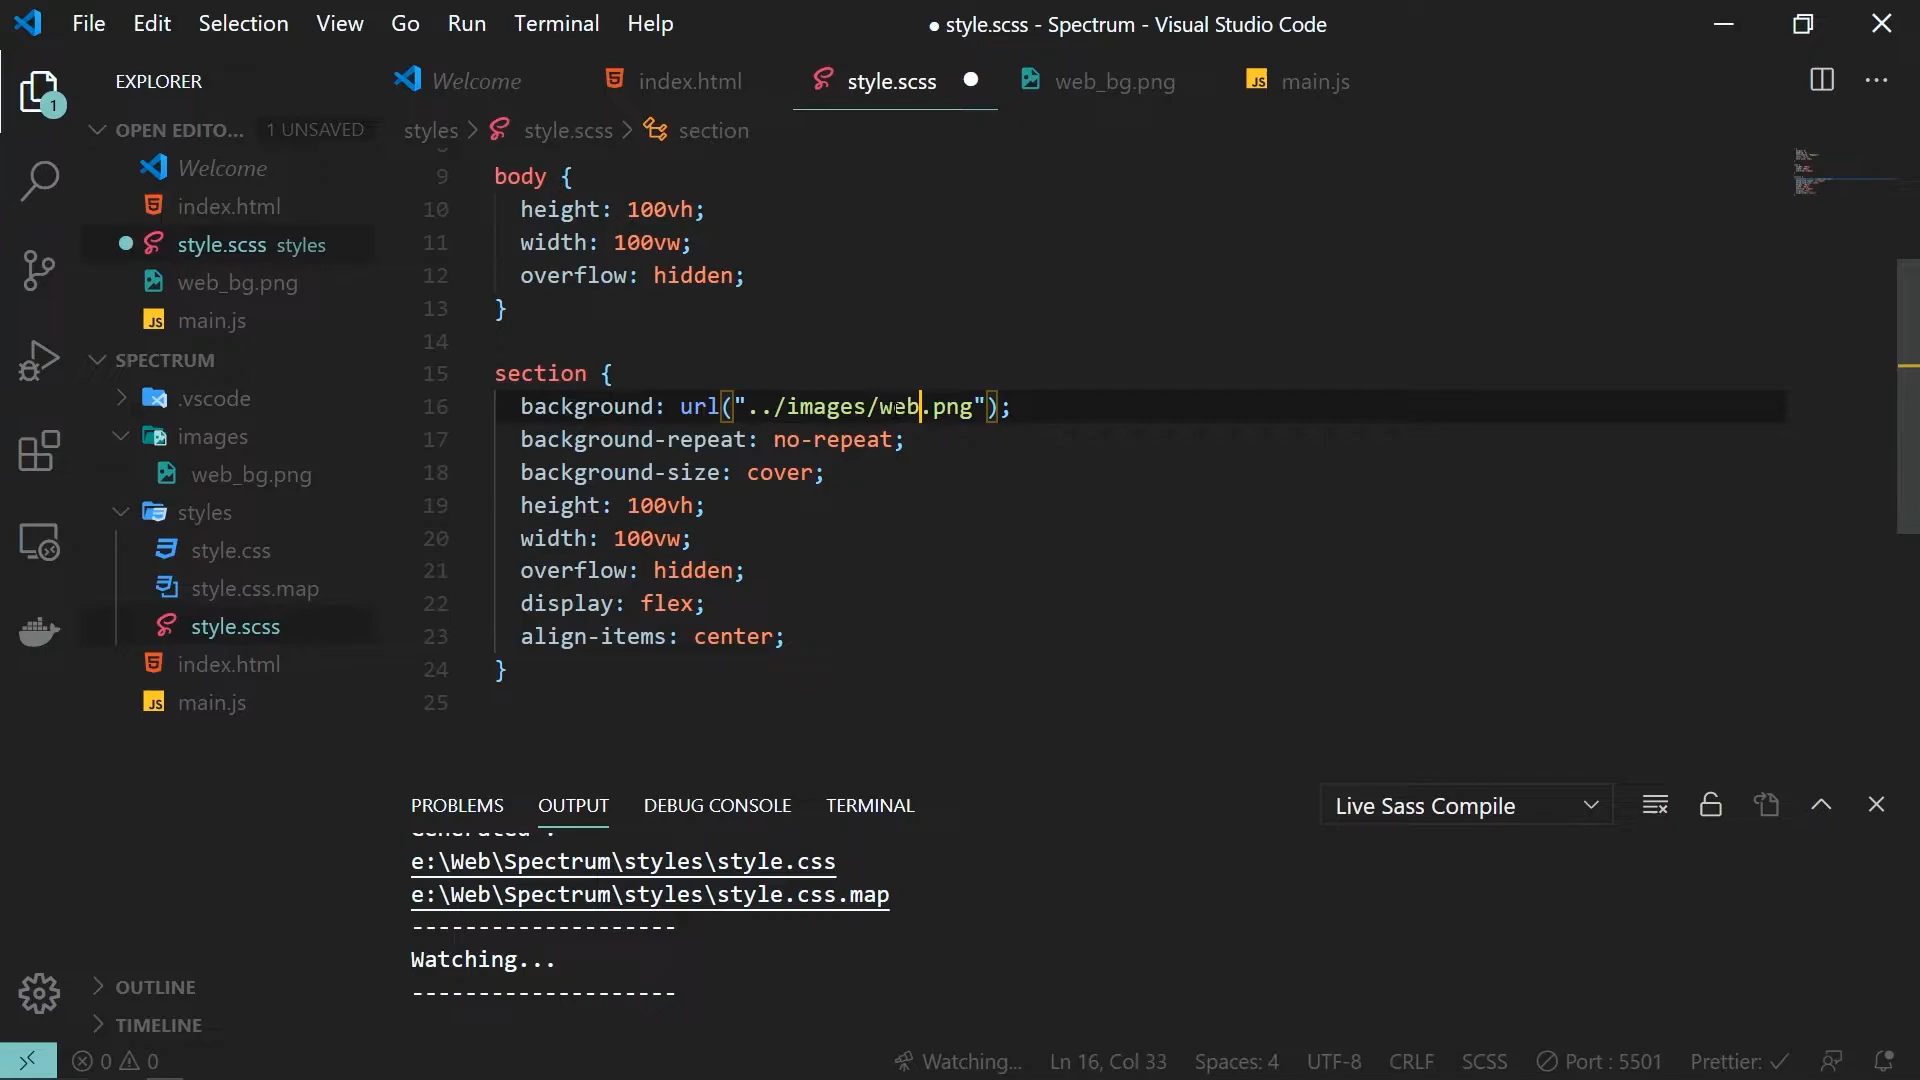 File Edit Selection View Go Run Terminal Help
● style.scss - Spectrum - Visual Studio Code
EXPLORER
OPEN EDITO... 1 UNSAVED
Welcome
index.html
style.scss styles
web_bg.png
main.js
SPECTRUM
.vscode
images
web_bg.png
styles
style.css
style.css.map
style.scss
index.html
main.js
OUTLINE
TIMELINE
Welcome index.html style.scss web_bg.png main.js
styles > style.scss > section
9 body {
10 height: 100vh;
11 width: 100vw;
12 overflow: hidden;
13 }
14
15 section {
16 background: url("../images/web.png");
17 background-repeat: no-repeat;
18 background-size: cover;
19 height: 100vh;
20 width: 100vw;
21 overflow: hidden;
22 display: flex;
23 align-items: center;
24 }
25
PROBLEMS OUTPUT DEBUG CONSOLE TERMINAL
Live Sass Compile
Generated :
e:\Web\Spectrum\styles\style.css
e:\Web\Spectrum\styles\style.css.map
--------------------
Watching...
--------------------
0 0
Watching... Ln 16, Col 33 Spaces: 4 UTF-8 CRLF SCSS Port : 5501 Prettier: ✓